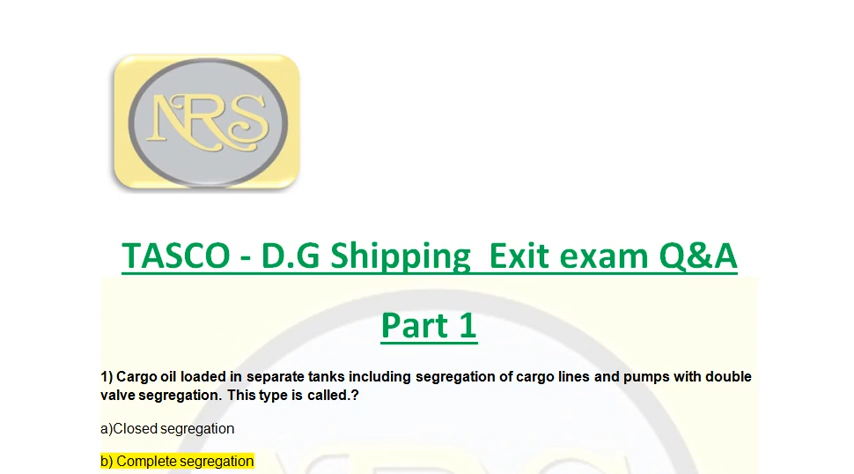 NRS
TASCO - D.G Shipping Exit exam Q&A
Part 1
1) Cargo oil loaded in separate tanks including segregation of cargo lines and pumps with double
valve segregation. This type is called.?
a)Closed segregation
b) Complete segregation